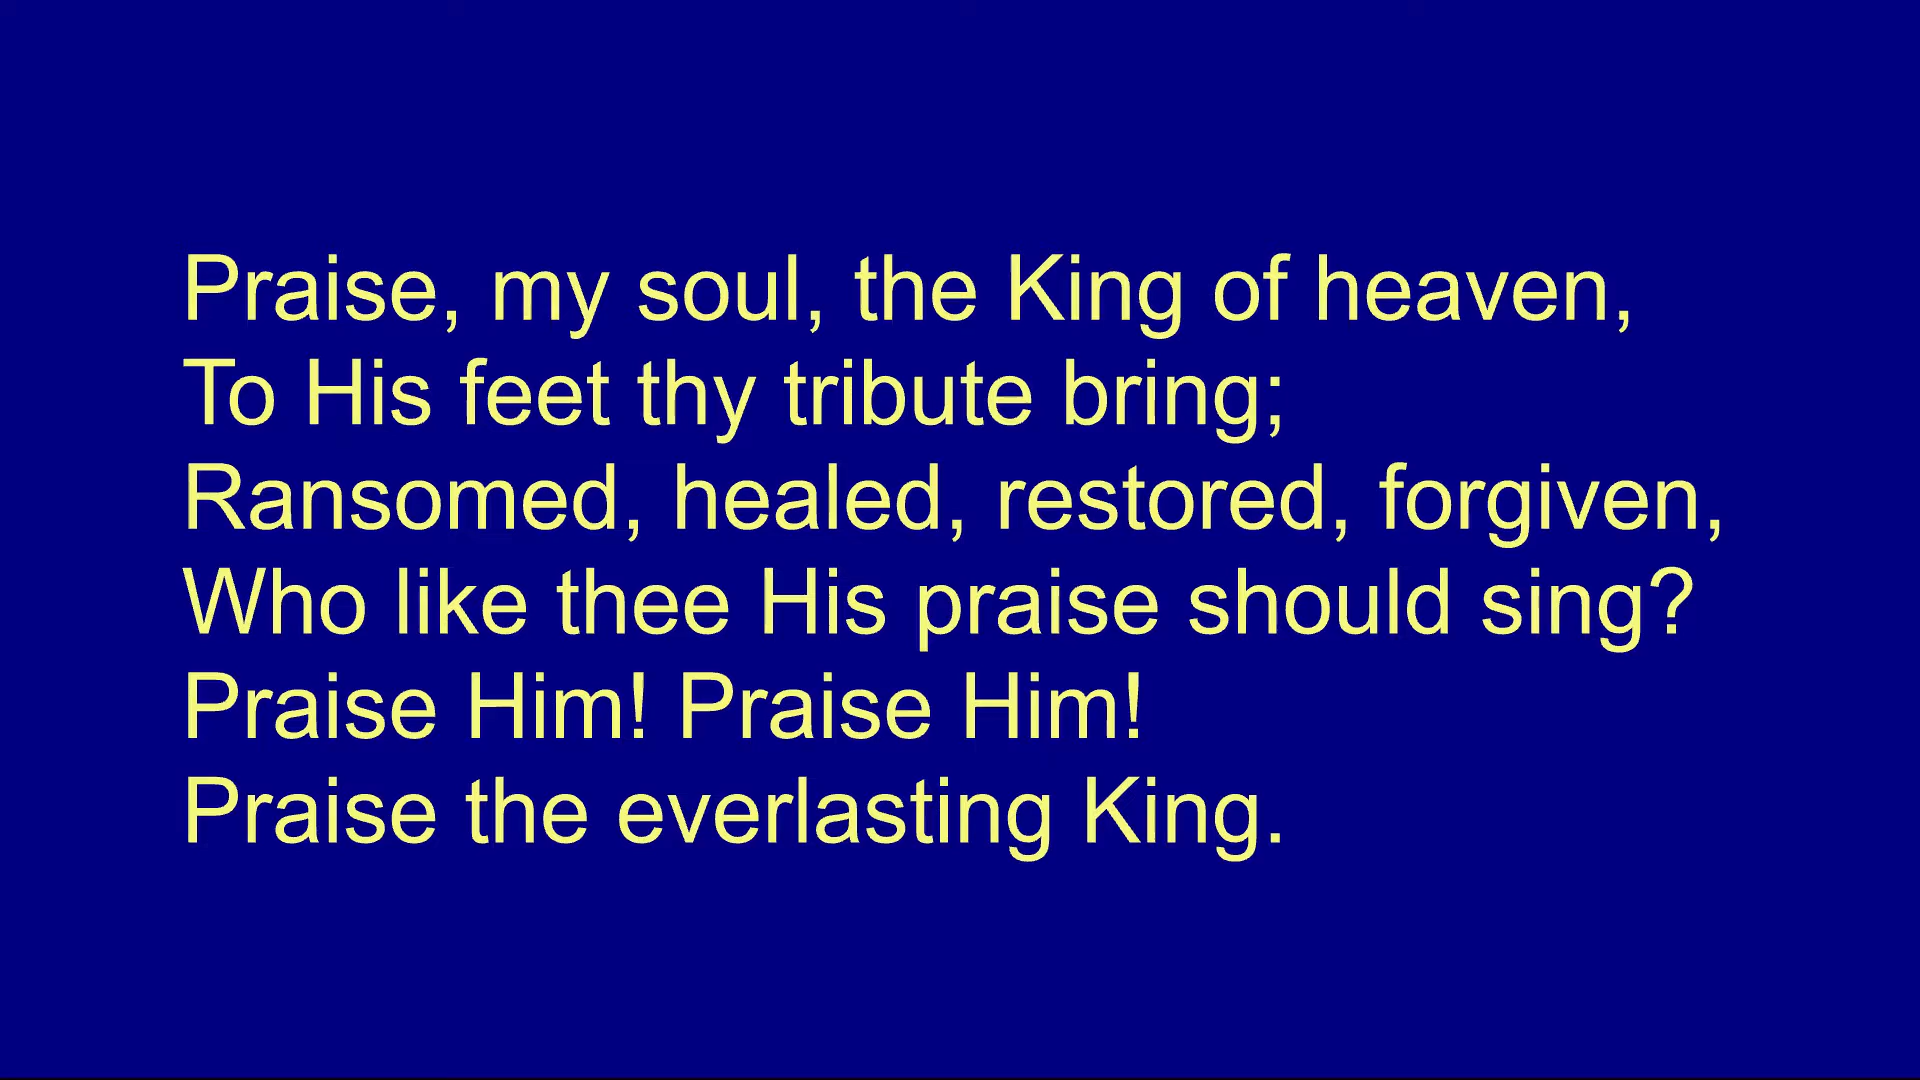 Praise, my soul, the King of heaven,
To His feet thy tribute bring;
Ransomed, healed, restored, forgiven,
Who like thee His praise should sing?
Praise Him! Praise Him!
Praise the everlasting King.